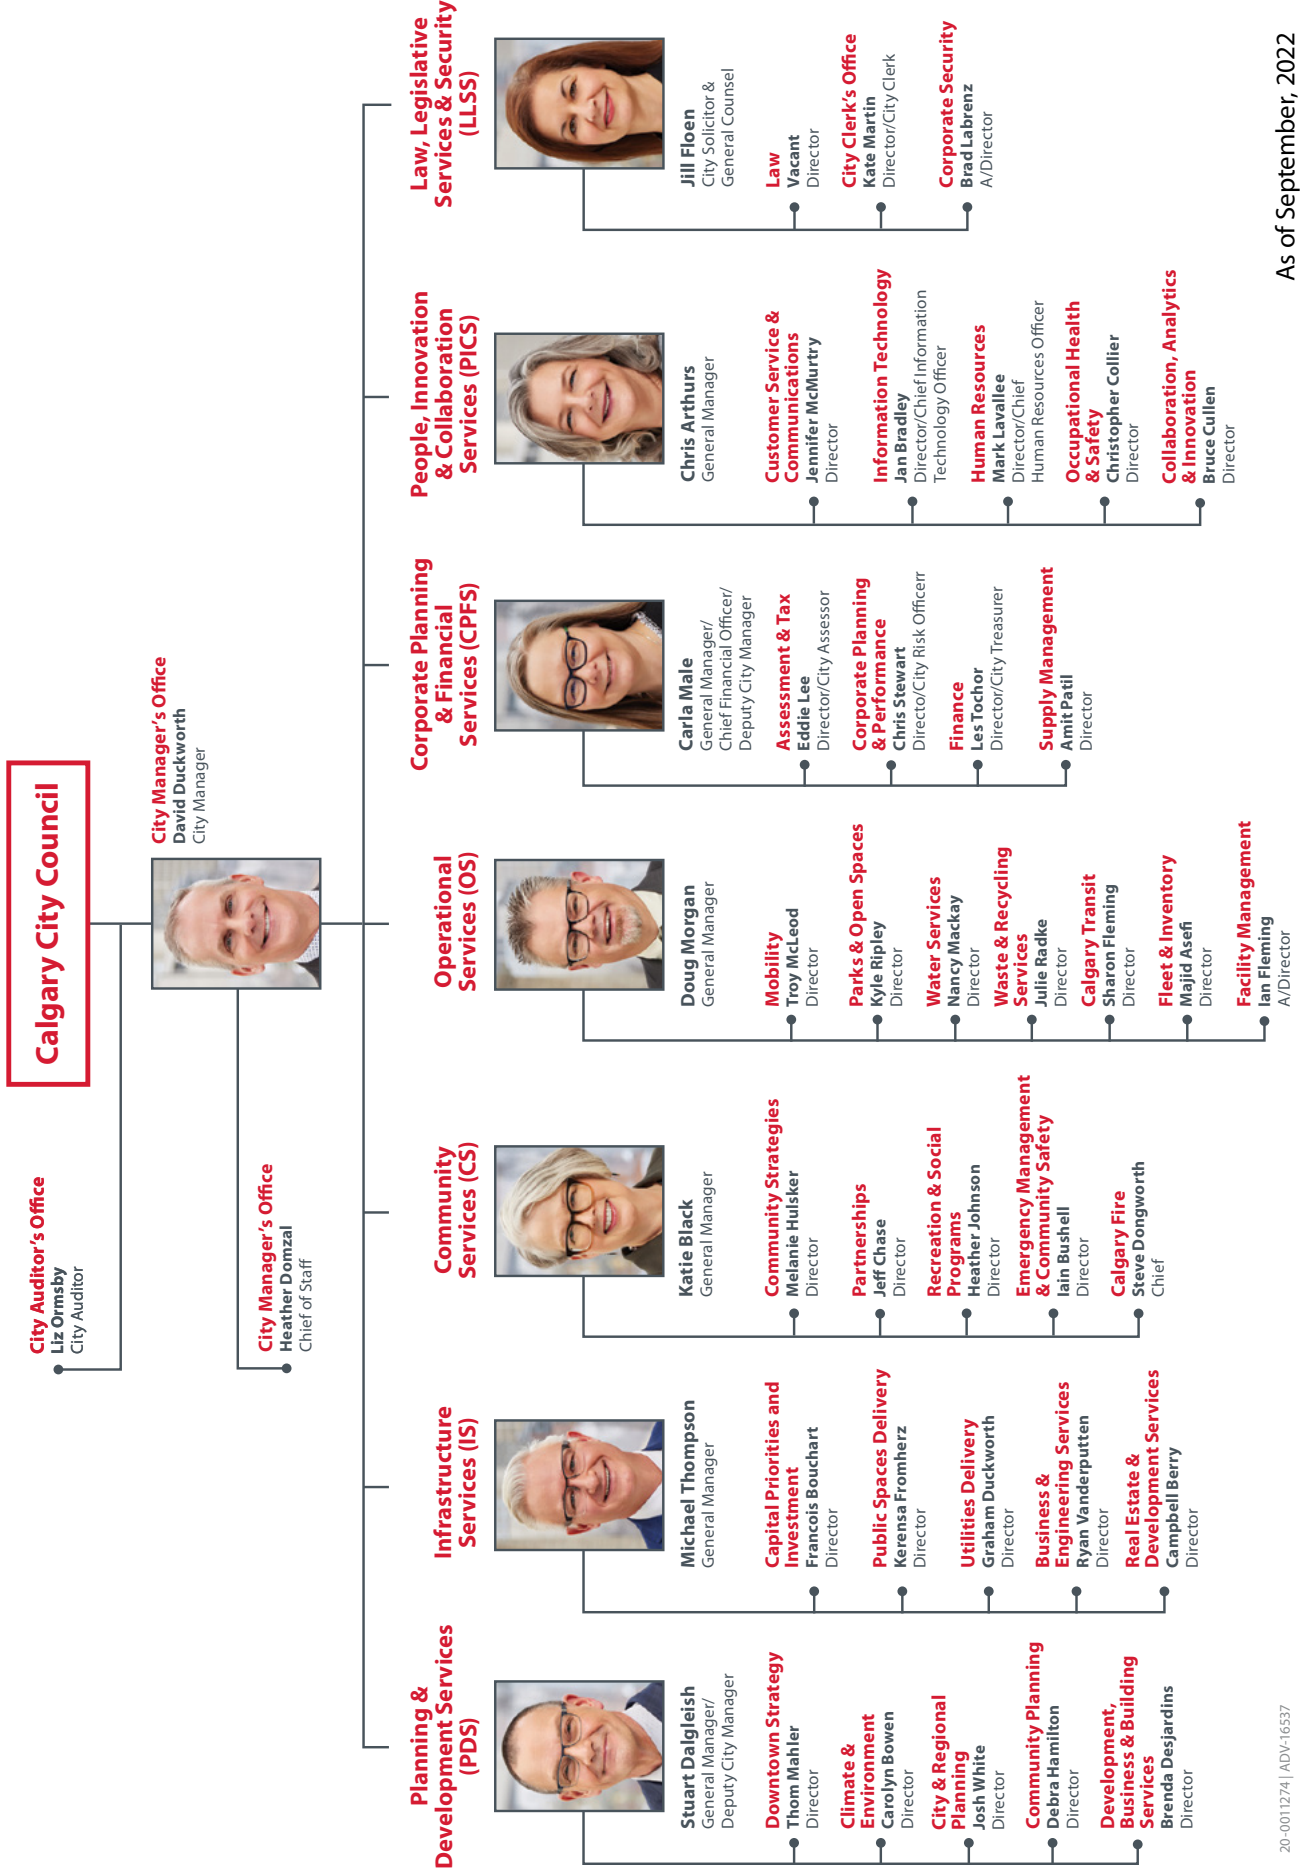 Calgary City Council
City Auditor's Office
Liz Ormsby
City Auditor
City Manager's Office
David Duckworth
City Manager
City Manager's Office
Heather Domzal
Chief of Staff
Planning &
Development Services
(PDS)
Stuart Dalgleish
General Manager/
Deputy City Manager
Downtown Strategy
Thom Mahler
Director
Climate &
Environment
Carolyn Bowen
Director
City & Regional
Planning
Josh White
Director
Community Planning
Debra Hamilton
Director
Development,
Business & Building
Services
Brenda Desjardins
Director
Infrastructure
Services (IS)
Michael Thompson
General Manager
Capital Priorities and
Investment
Francois Bouchart
Director
Public Spaces Delivery
Kerensa Fromherz
Director
Utilities Delivery
Graham Duckworth
Director
Business &
Engineering Services
Ryan Vanderputten
Director
Real Estate &
Development Services
Campbell Berry
Director
Community
Services (CS)
Katie Black
General Manager
Community Strategies
Melanie Hulsker
Director
Partnerships
Jeff Chase
Director
Recreation & Social
Programs
Heather Johnson
Director
Emergency Management
& Community Safety
Iain Bushell
Director
Calgary Fire
Steve Dongworth
Chief
Operational
Services (OS)
Doug Morgan
General Manager
Mobility
Troy McLeod
Director
Parks & Open Spaces
Kyle Ripley
Director
Water Services
Nancy Mackay
Director
Waste & Recycling
Services
Julie Radke
Director
Calgary Transit
Sharon Fleming
Director
Fleet & Inventory
Majid Asefi
Director
Facility Management
Ian Fleming
A/Director
Corporate Planning
& Financial
Services (CPFS)
Carla Male
General Manager/
Chief Financial Officer/
Deputy City Manager
Assessment & Tax
Eddie Lee
Director/City Assessor
Corporate Planning
& Performance
Chris Stewart
Directo/City Risk Officerr
Finance
Les Tochor
Director/City Treasurer
Supply Management
Amit Patil
Director
People, Innovation
& Collaboration
Services (PICS)
Chris Arthurs
General Manager
Customer Service &
Communications
Jennifer McMurtry
Director
Information Technology
Jan Bradley
Director/Chief Information
Technology Officer
Human Resources
Mark Lavallee
Director/Chief
Human Resources Officer
Occupational Health
& Safety
Christopher Collier
Director
Collaboration, Analytics
& Innovation
Bruce Cullen
Director
Law, Legislative
Services & Security
(LLSS)
Jill Floen
City Solicitor &
General Counsel
Law
Vacant
Director
City Clerk's Office
Kate Martin
Director/City Clerk
Corporate Security
Brad Labrenz
A/Director
20-0011274 | ADV-16537
As of September, 2022